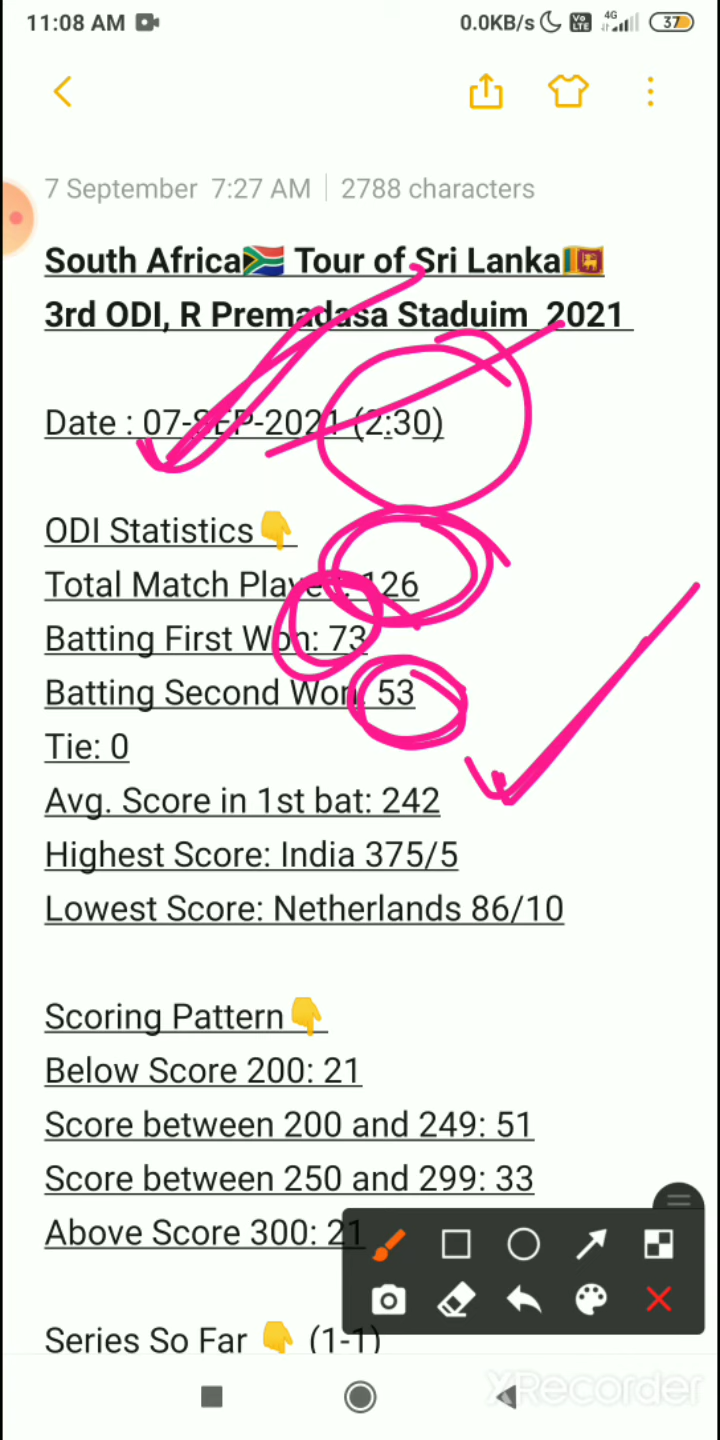 11:08 AM
0.0KB/s Vo LTE 4G 37
7 September 7:27 AM | 2788 characters
South Africa🇿🇦 Tour of Sri Lanka🇱🇰
3rd ODI, R Premadasa Staduim 2021
Date : 07-SEP-2021 (2:30)
ODI Statistics👇
Total Match Played: 126
Batting First Won: 73
Batting Second Won: 53
Tie: 0
Avg. Score in 1st bat: 242
Highest Score: India 375/5
Lowest Score: Netherlands 86/10
Scoring Pattern👇
Below Score 200: 21
Score between 200 and 249: 51
Score between 250 and 299: 33
Above Score 300: 21
Series So Far 👇 (1-1)
XRecorder